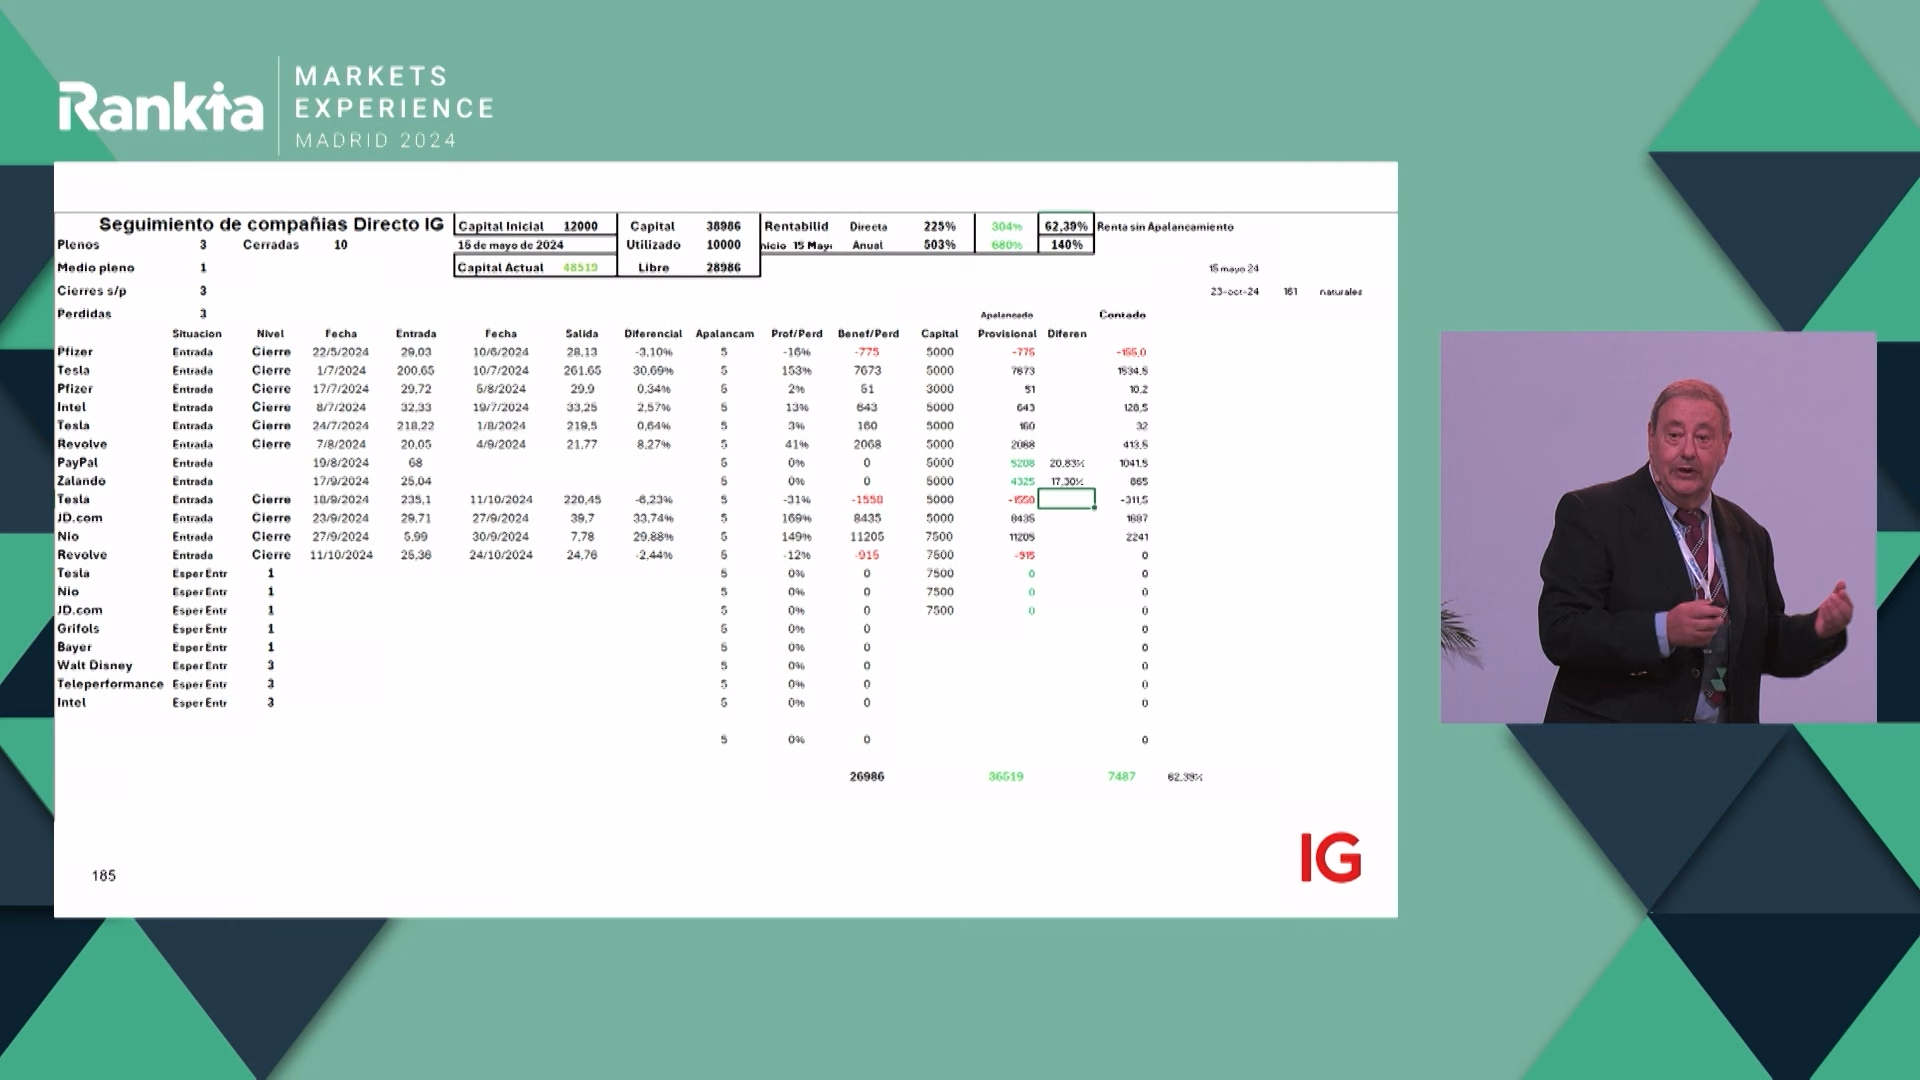 Rankia
MARKETS
EXPERIENCE
MADRID 2024
Seguimiento de compañias Directo IG Capital Inicial 12000 Capital 38986 Rentabilid Directa 225% 304% 62,39% Renta sin Apalancamiento
Plenos 3 Cerradas 10 15 de mayo de 2024 Utilizado 10000 nicio 15 May Anual 503% 680% 140%
Medio pleno 1 Capital Actual 48519 Libre 28986 15 mayo 24
Cierres s/p 3 23-oct-24 161 naturales
Perdidas 3 Apalancado Contado
Situacion Nivel Fecha Entrada Fecha Salida Diferencial Apalancam Prof/Perd Benef/Perd Capital Provisional Diferen
Pfizer Entrada Cierre 22/5/2024 29,03 10/6/2024 28,13 -3,10% 5 -16% -775 5000 -775 -155,0
Tesla Entrada Cierre 1/7/2024 200,65 10/7/2024 261,65 30,69% 5 153% 7673 5000 7673 1534,5
Pfizer Entrada Cierre 17/7/2024 29,72 5/8/2024 29,9 0,34% 5 2% 51 3000 51 10,2
Intel Entrada Cierre 8/7/2024 32,33 19/7/2024 33,25 2,57% 5 13% 643 5000 643 128,5
Tesla Entrada Cierre 24/7/2024 218,22 1/8/2024 219,5 0,64% 5 3% 160 5000 160 32
Revolve Entrada Cierre 7/8/2024 20,05 4/9/2024 21,77 8,27% 5 41% 2068 5000 2068 413,5
PayPal Entrada 19/8/2024 68 5 0% 0 5000 5208 20,83% 1041,5
Zalando Entrada 17/9/2024 25,04 5 0% 0 5000 4325 17,30% 865
Tesla Entrada Cierre 18/9/2024 235,1 11/10/2024 220,45 -6,23% 5 -31% -1558 5000 -1550 -311,5
JD.com Entrada Cierre 23/9/2024 29,71 27/9/2024 39,7 33,74% 5 169% 8435 5000 8435 1687
Nio Entrada Cierre 27/9/2024 5,99 30/9/2024 7,78 29,88% 5 149% 11205 7500 11205 2241
Revolve Entrada Cierre 11/10/2024 25,36 24/10/2024 24,76 -2,44% 5 -12% -915 7500 -915 0
Tesla Esper Entr 1 5 0% 0 7500 0 0
Nio Esper Entr 1 5 0% 0 7500 0 0
JD.com Esper Entr 1 5 0% 0 7500 0 0
Grifols Esper Entr 1 5 0% 0 0
Bayer Esper Entr 1 5 0% 0 0
Walt Disney Esper Entr 3 5 0% 0 0
Teleperformance Esper Entr 3 5 0% 0 0
Intel Esper Entr 3 5 0% 0 0
5 0% 0 0
26986 36519 7487 62,39%
IG
185